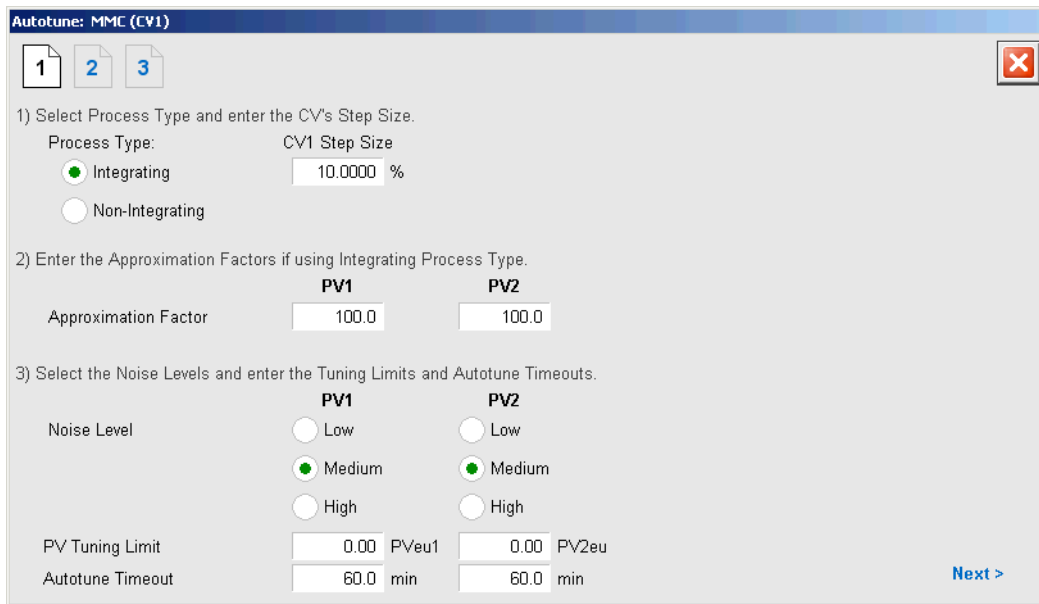 Autotune: MMC (CV1)
1 2 3
1) Select Process Type and enter the CV's Step Size.
Process Type: CV1 Step Size
Integrating 10.0000 %
Non-Integrating
2) Enter the Approximation Factors if using Integrating Process Type.
PV1 PV2
Approximation Factor 100.0 100.0
3) Select the Noise Levels and enter the Tuning Limits and Autotune Timeouts.
PV1 PV2
Noise Level Low Low
Medium Medium
High High
PV Tuning Limit 0.00 PVeu1 0.00 PV2eu
Autotune Timeout 60.0 min 60.0 min
Next >